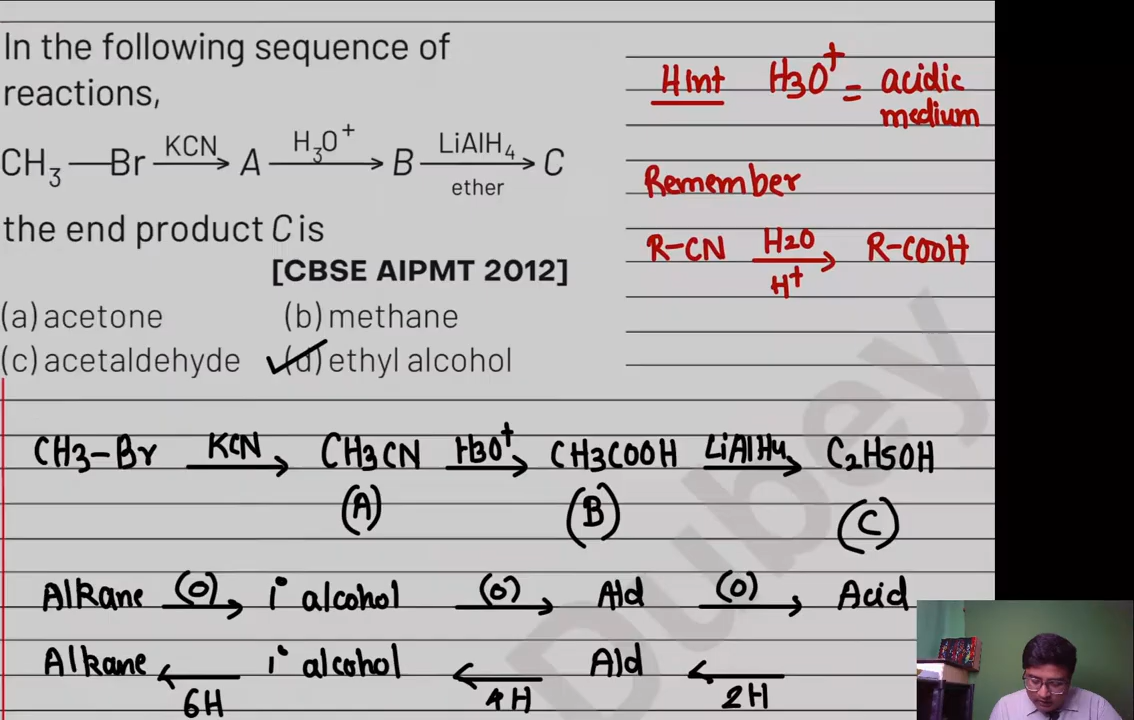 In the following sequence of
reactions,
CH3—Br KCN→ A H3O+→ B LiAlH4→ ether C
the end product C is
[CBSE AIPMT 2012]
(a) acetone (b) methane
(c) acetaldehyde (d) ethyl alcohol
Hint H3O+ = acidic
medium
Remember
R-CN H2O→ H+ R-COOH
CH3-Br KCN→ CH3CN H3O+→ CH3COOH LiAlH4→ C2H5OH
(A) (B) (C)
Alkane (O)→ 1° alcohol (O)→ Ald (O)→ Acid
Alkane ←6H 1° alcohol ←4H Ald ←2H
Dubey